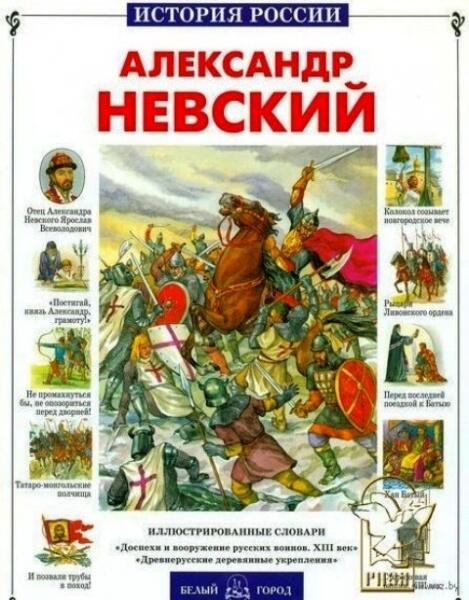 ИСТОРИЯ РОССИИ
АЛЕКСАНДР
НЕВСКИЙ
Отец Александра
Невского Ярослав
Всеволодович
«Постигай,
князь Александр,
грамоту!»
Не промахнуться
бы, не опозориться
перед дворней!
Татаро-монгольские
полчища
И позвали трубы
в поход!
Колокол созывает
новгородское вече
Рыцари
Ливонского ордена
Перед последней
поездкой к Батыю
Хан Батый
ИЛЛЮСТРИРОВАННЫЕ СЛОВАРИ
«Доспехи и вооружение русских воинов. XIII век»
«Древнерусские деревянные укрепления»
БЕЛЫЙ ГОРОД